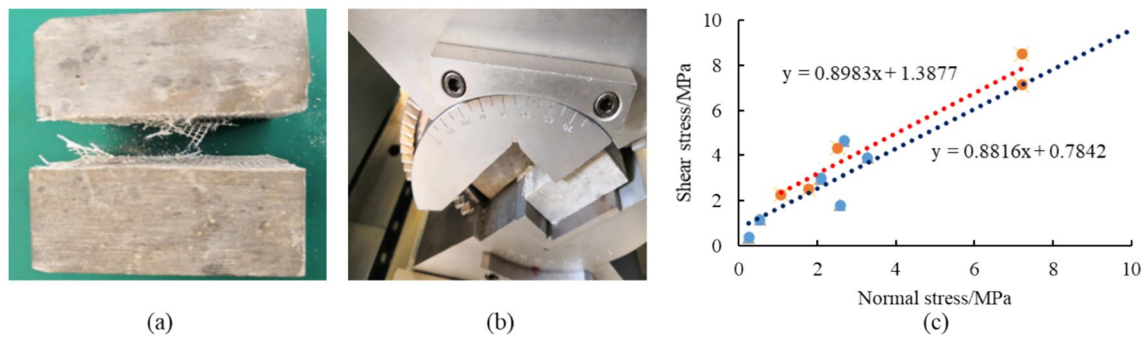 10
8
6
4
2
0
Shear stress/MPa
y = 0.8983x + 1.3877
y = 0.8816x + 0.7842
0 2 4 6 8 10
Normal stress/MPa
(a) (b) (c)